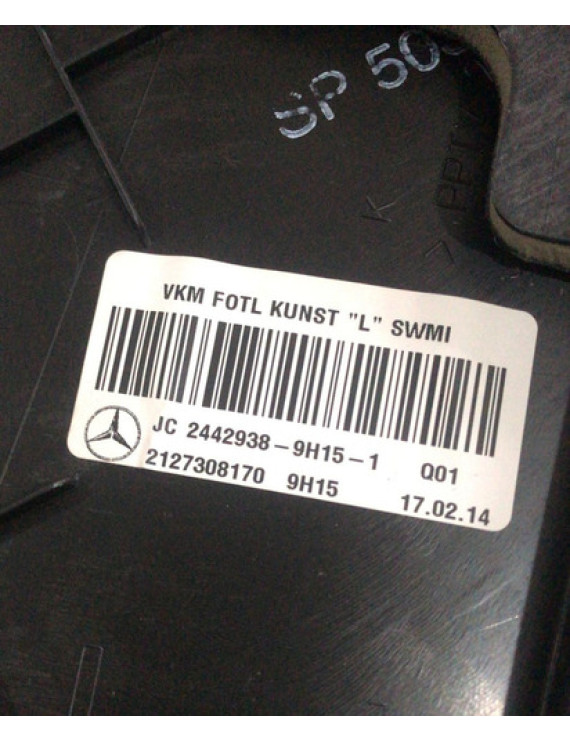 SP 50
VKM FOTL KUNST "L" SWMI
JC 2442938-9H15-1 Q01
2127308170 9H15 17.02.14